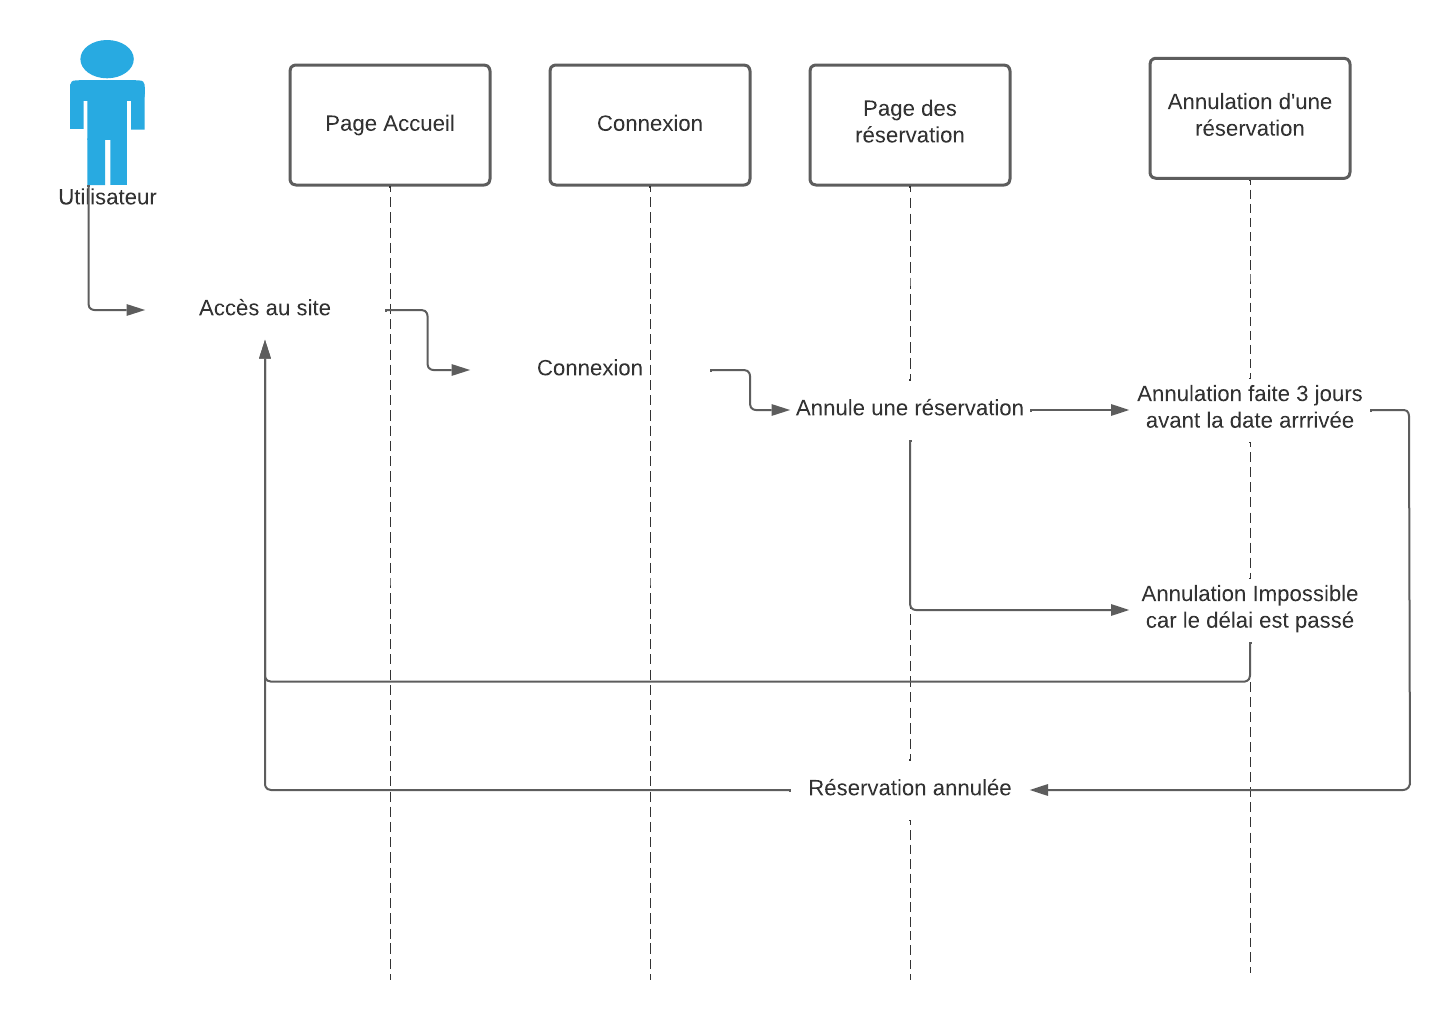 Utilisateur
Page Accueil
Connexion
Page des
réservation
Annulation d'une
réservation
Accès au site
Connexion
Annule une réservation
Annulation faite 3 jours
avant la date arrrivée
Annulation Impossible
car le délai est passé
Réservation annulée